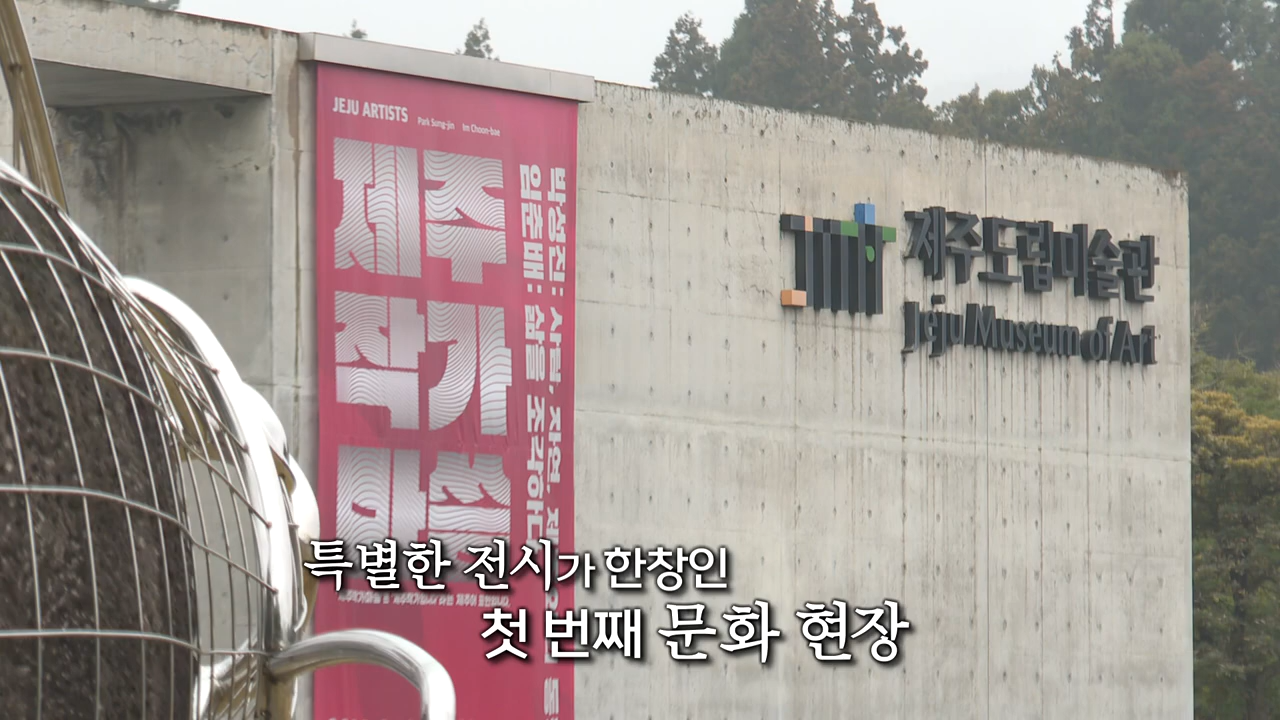 JEJU ARTISTS
Park Sung-jin Im Choon-bae
제주
작가
마
박성진: 사람, 자연,
임춘배: 삶을 조각하다
제주도립미술관
Jeju Museum of Art
특별한 전시가 한창인
첫 번째 문화 현장